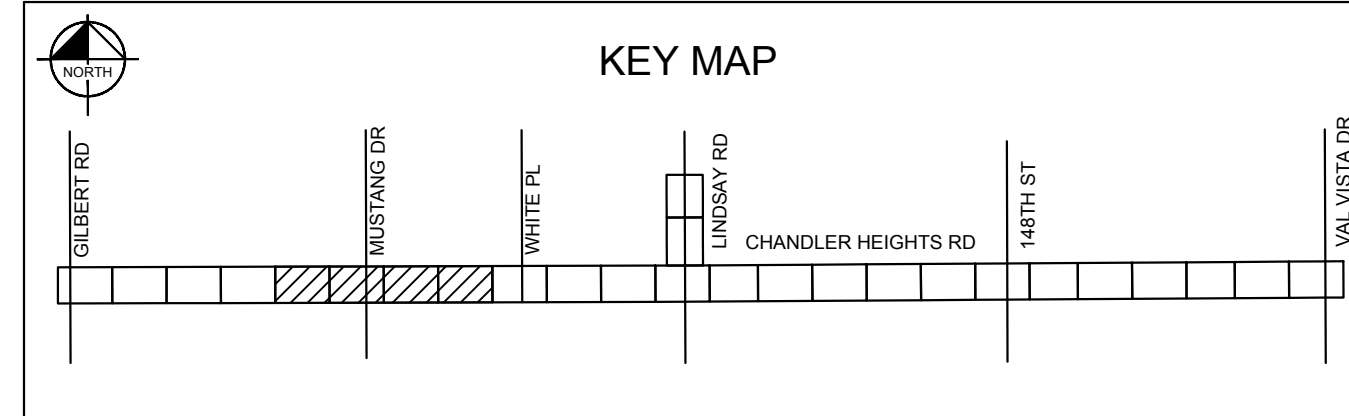 NORTH
KEY MAP
GILBERT RD
MUSTANG DR
WHITE PL
LINDSAY RD
CHANDLER HEIGHTS RD
148TH ST
VAL VISTA DR